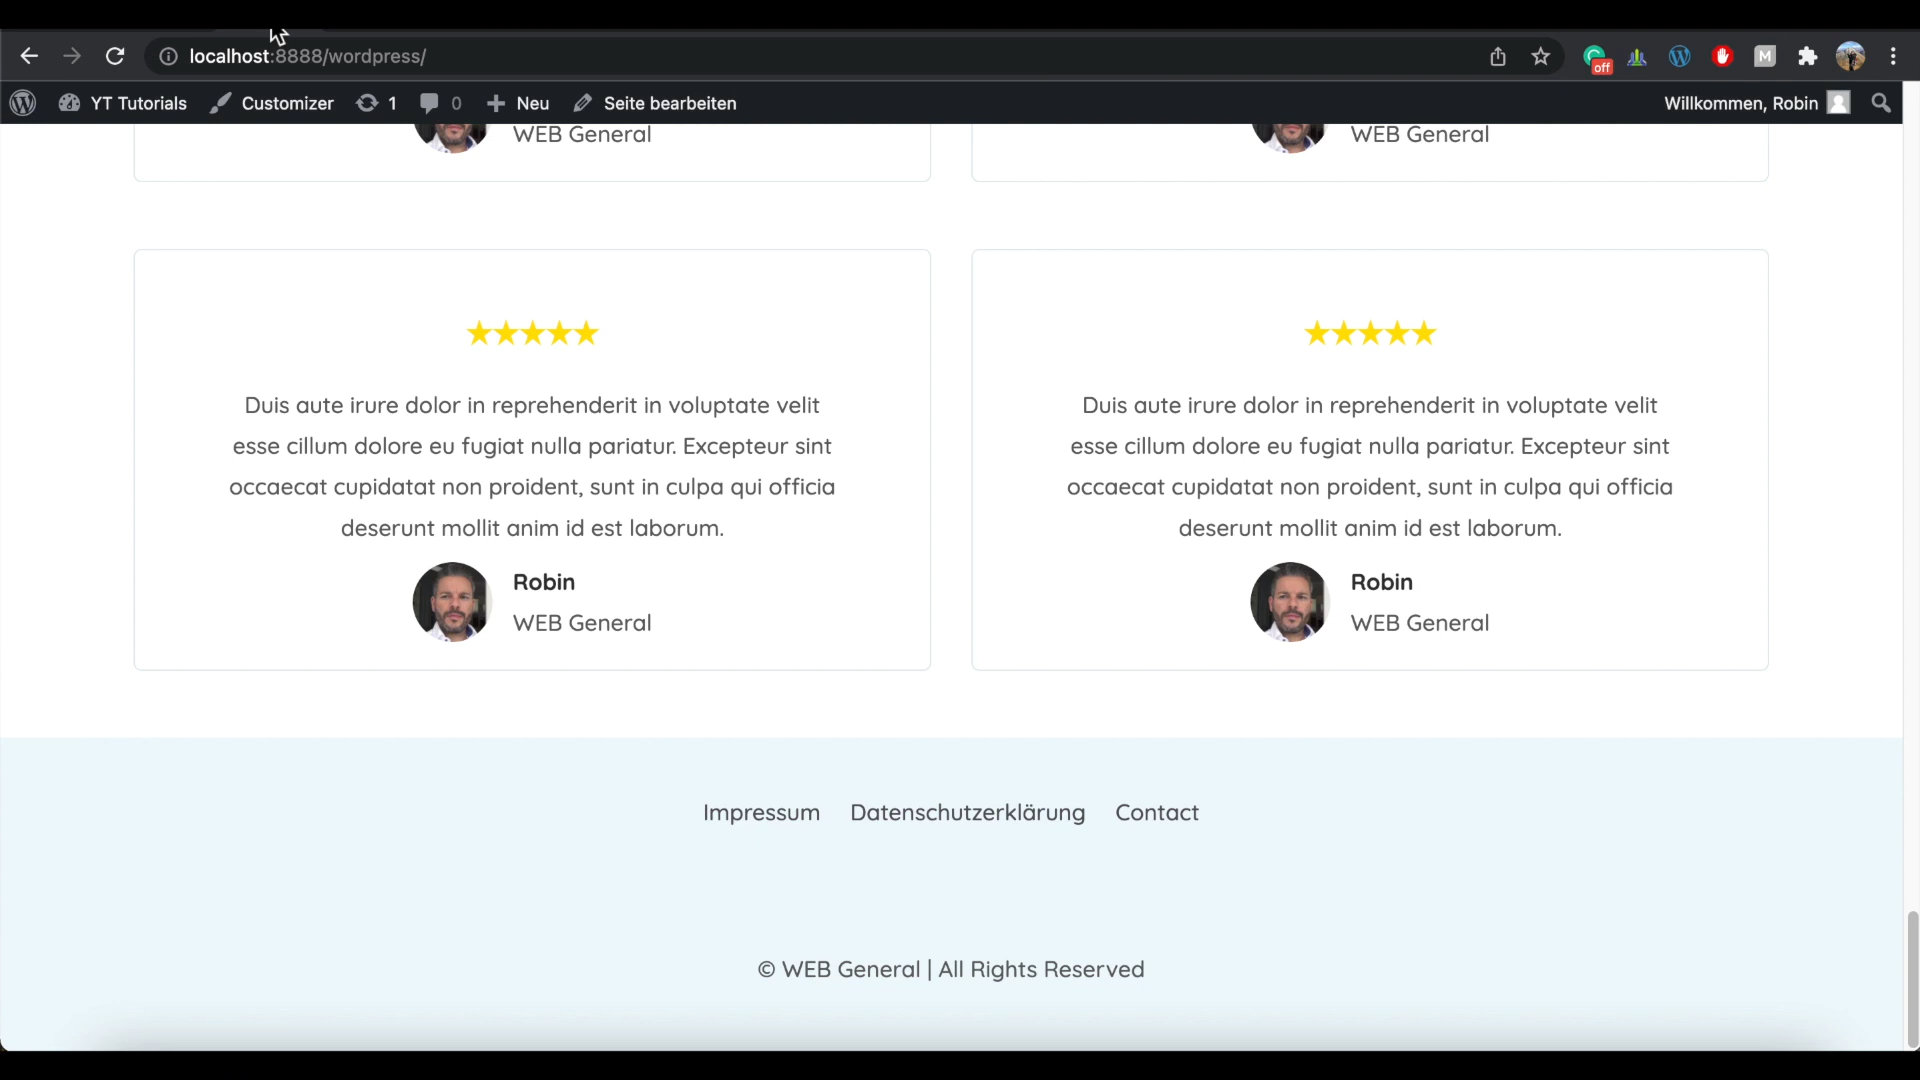 localhost:8888/wordpress/
off
M
YT Tutorials Customizer 1 0 Neu Seite bearbeiten Willkommen, Robin
WEB General WEB General
★★★★★ ★★★★★
Duis aute irure dolor in reprehenderit in voluptate velit
esse cillum dolore eu fugiat nulla pariatur. Excepteur sint
occaecat cupidatat non proident, sunt in culpa qui officia
deserunt mollit anim id est laborum.
Robin
WEB General
Duis aute irure dolor in reprehenderit in voluptate velit
esse cillum dolore eu fugiat nulla pariatur. Excepteur sint
occaecat cupidatat non proident, sunt in culpa qui officia
deserunt mollit anim id est laborum.
Robin
WEB General
Impressum Datenschutzerklärung Contact
© WEB General | All Rights Reserved